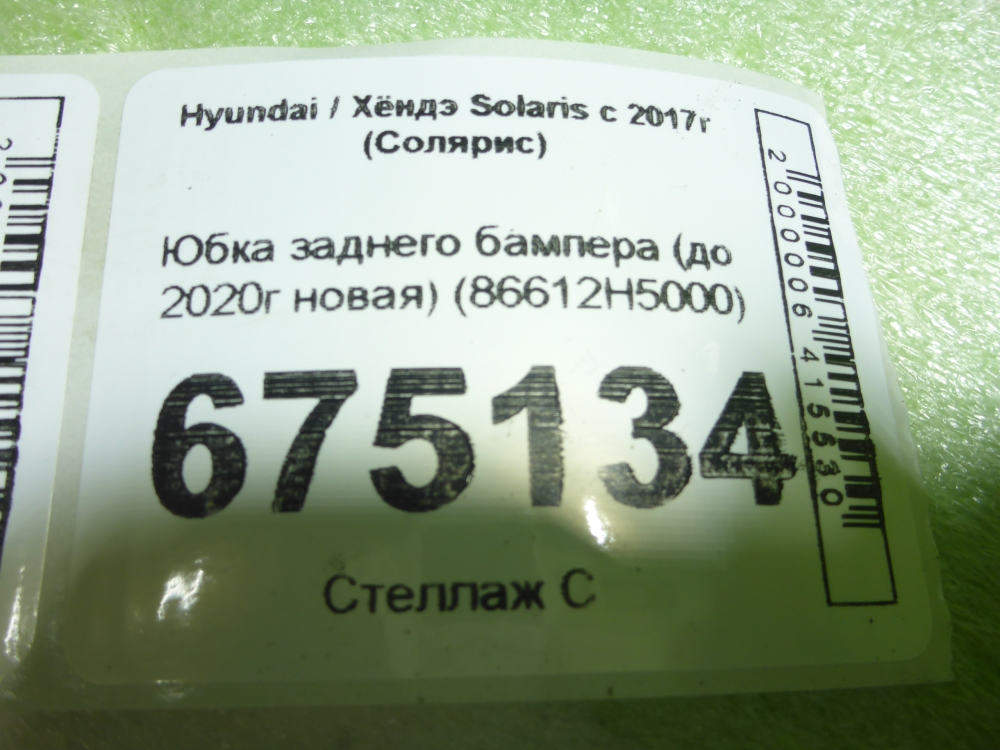 Hyundai / Хёндэ Solaris с 2017г
(Солярис)
Юбка заднего бампера (до
2020г новая) (86612H5000)
675134
Стеллаж С
2000006415530